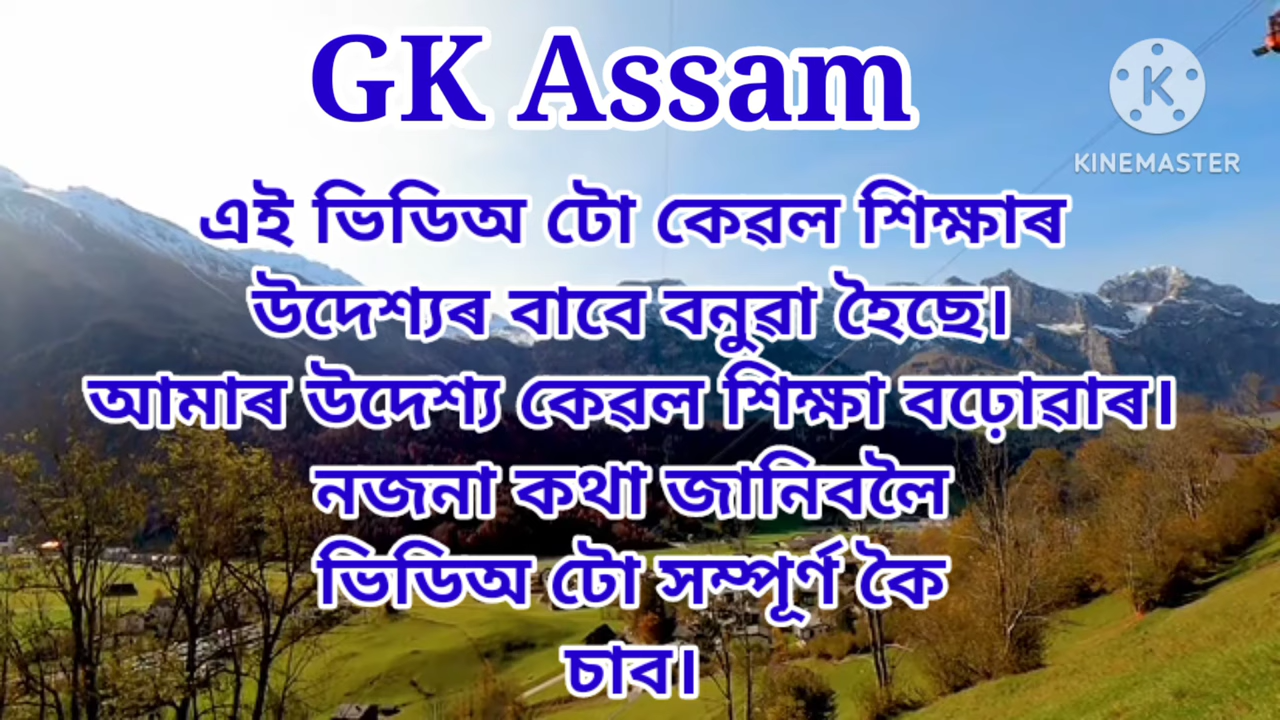 GK Assam
K
KINEMASTER
এই ভিডিঅ টো কেৱল শিক্ষাৰ
উদেশ্যৰ বাবে বনুৱা হৈছে।
আমাৰ উদেশ্য কেৱল শিক্ষা বঢ়োৱাৰ।
নজনা কথা জানিবলৈ
ভিডিঅ টো সম্পূৰ্ণ কৈ
চাব।